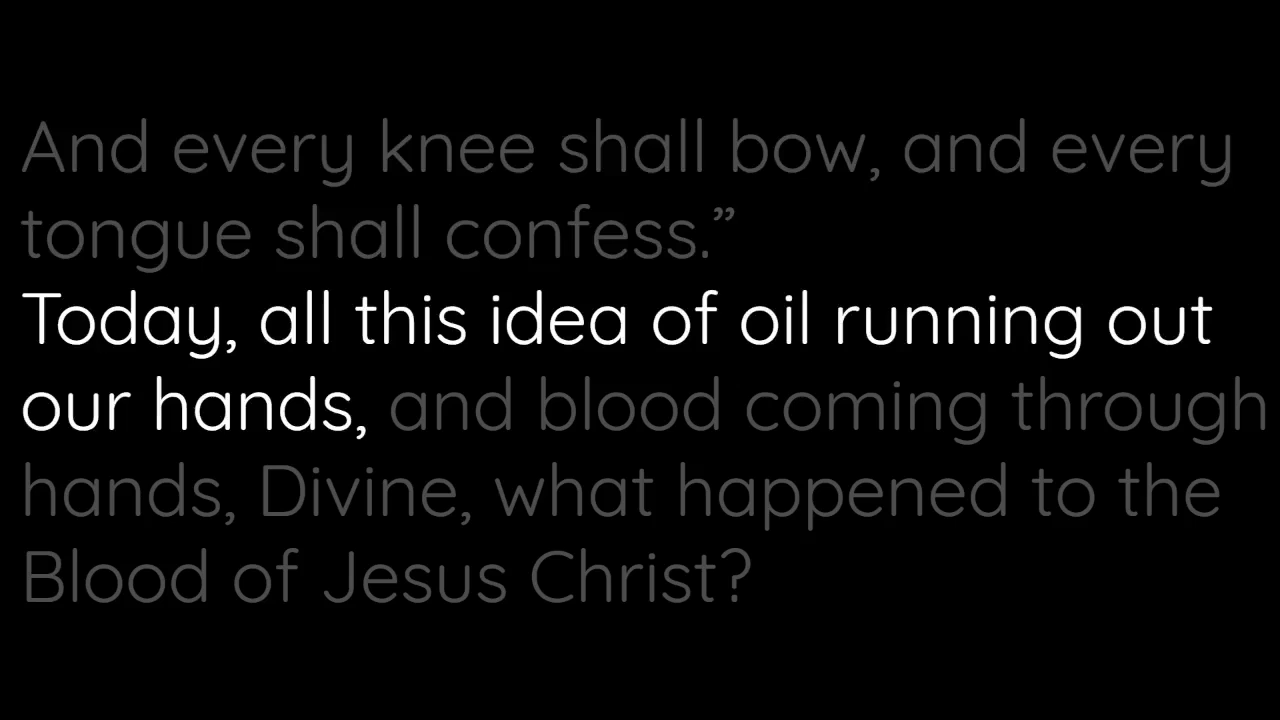 And every knee shall bow, and every
tongue shall confess.”
Today, all this idea of oil running out
our hands, and blood coming through
hands, Divine, what happened to the
Blood of Jesus Christ?